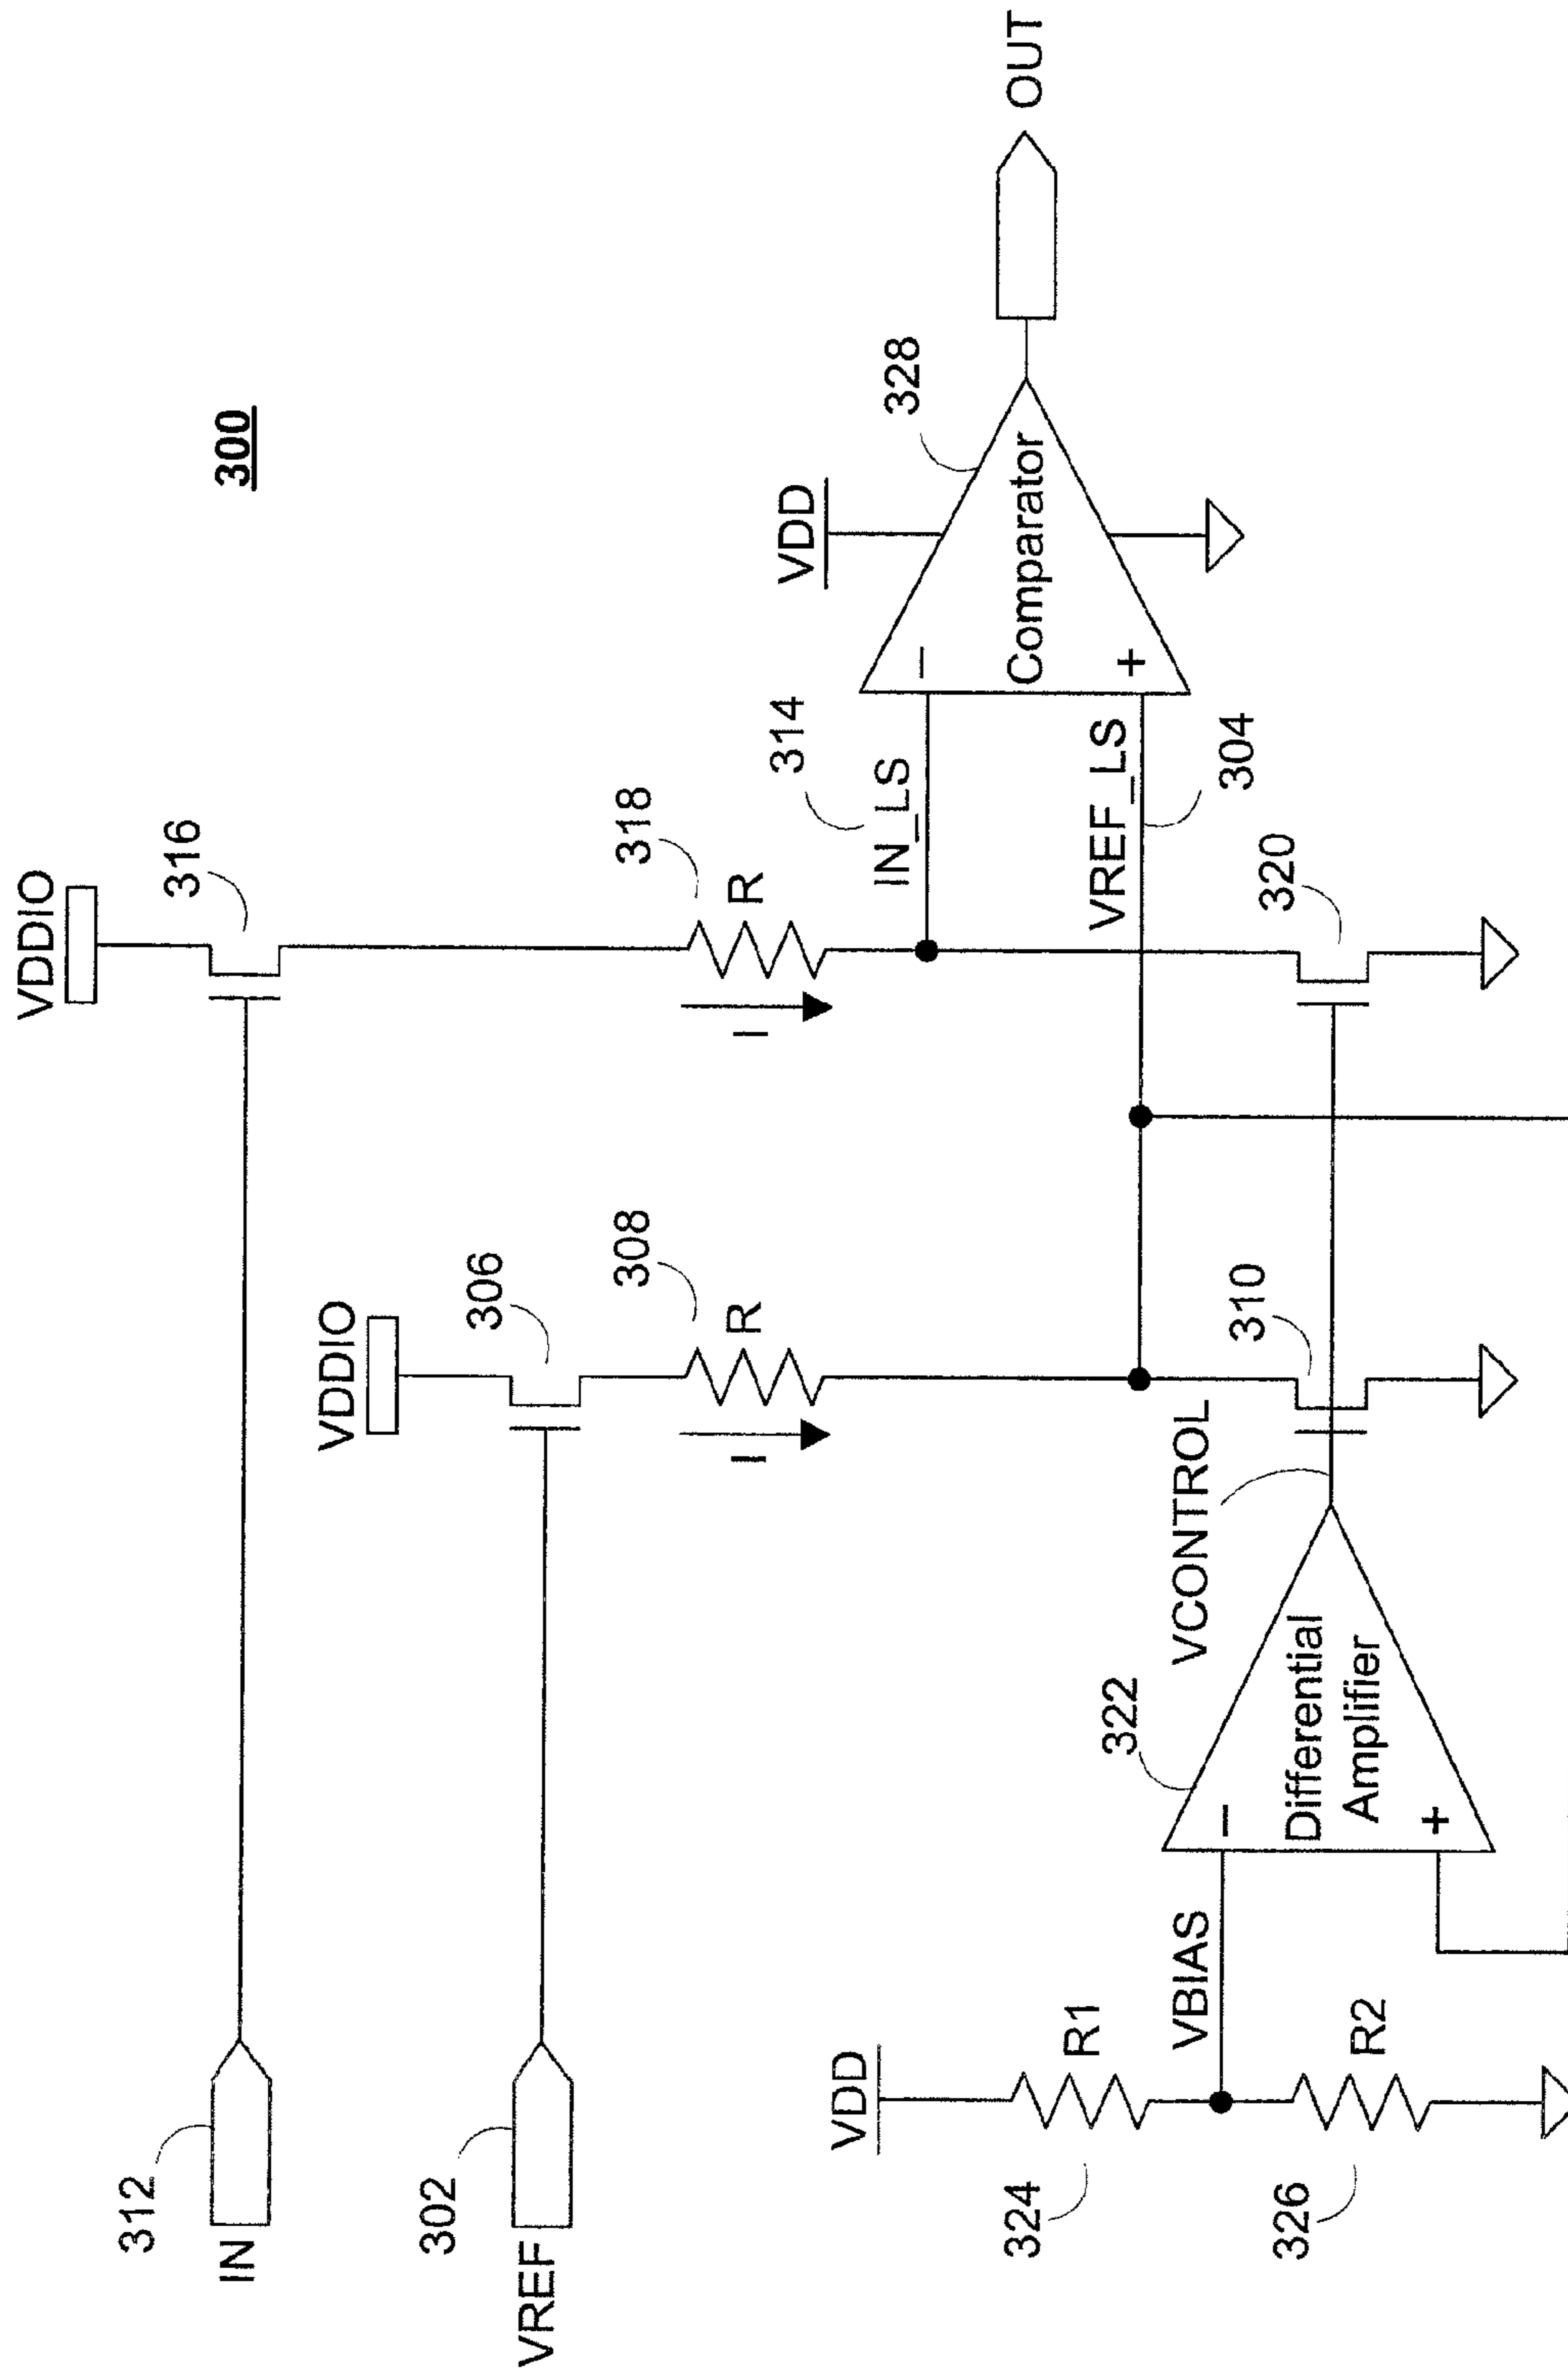 300
VDDIO
316
312
IN
VDDIO
306
302
VREF
318
R
I
308
R
I
314
IN_LS
VREF_LS
304
VDD
328
–
Comparator
+
OUT
320
310
VCONTROL
322
–
Differential
Amplifier
+
VBIAS
VDD
324
R1
326
R2